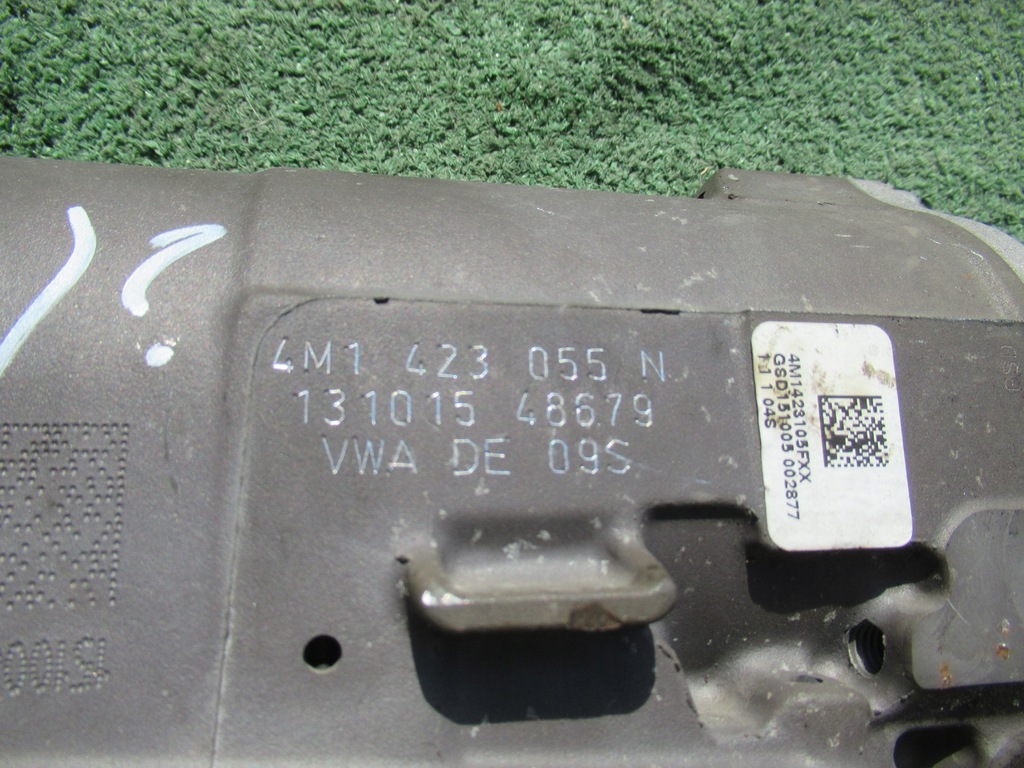 4M1 423 055 N
131015 48679
VWA DE 09S
4M1423105FXX
GSD151005 002877